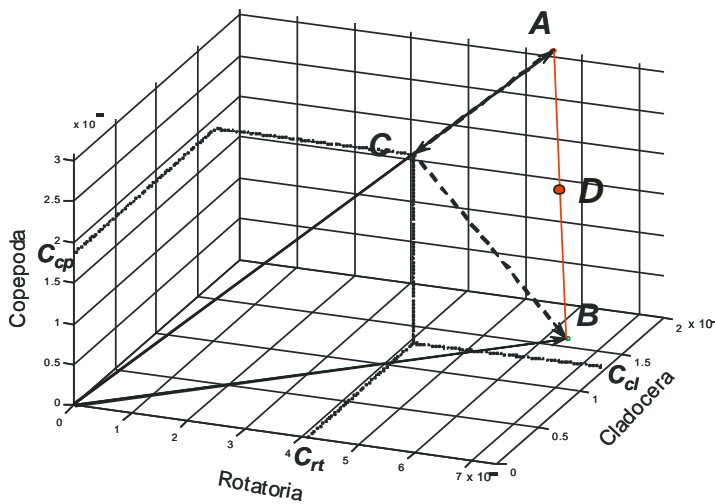 A
x 10⁻
C
3
2.5
D
2
C_cp
1.5
B
Copepoda
1
2 x 10⁻
1.5
0.5
C_cl
1
0
Cladocera
0
1
0.5
2
3
4
C_rt
5
6
7 x 10⁻
0
Rotatoria